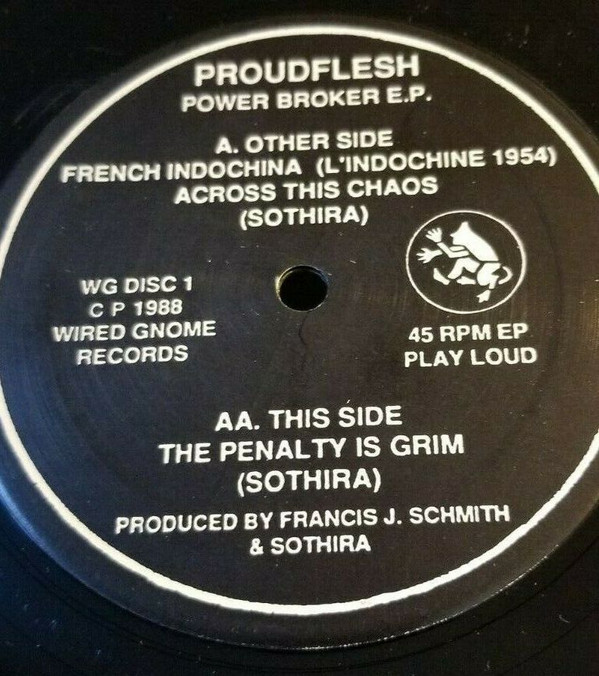 PROUDFLESH
POWER BROKER E.P.
A. OTHER SIDE
FRENCH INDOCHINA (L'INDOCHINE 1954)
ACROSS THIS CHAOS
(SOTHIRA)
WG DISC 1
C P 1988
WIRED GNOME
RECORDS
45 RPM EP
PLAY LOUD
AA. THIS SIDE
THE PENALTY IS GRIM
(SOTHIRA)
PRODUCED BY FRANCIS J. SCHMITH
& SOTHIRA